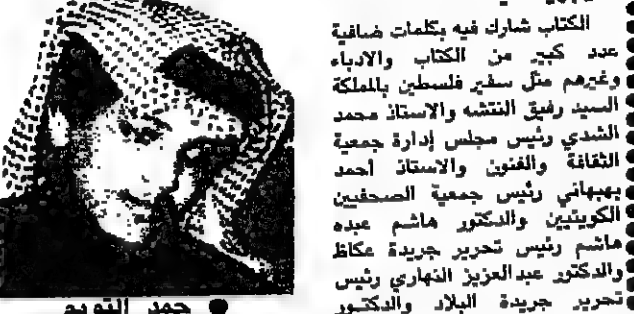 الكتاب شارك فيه بكلمات ضافية
عدد كبير من الكتاب والادباء
وغيرهم مثل سفير فلسطين بالمملكة
السيد رفيق النتشه والاستاذ محمد
الشدي رئيس مجلس إدارة جمعية
الثقافة والفنون والاستاذ أحمد
بهبهاني رئيس جمعية الصحفيين
الكويتيين والدكتور هاشم عبده
هاشم رئيس تحرير جريدة عكاظ
والدكتور عبدالعزيز النهاري رئيس
تحرير جريدة البلاد والدكتور
● حمد